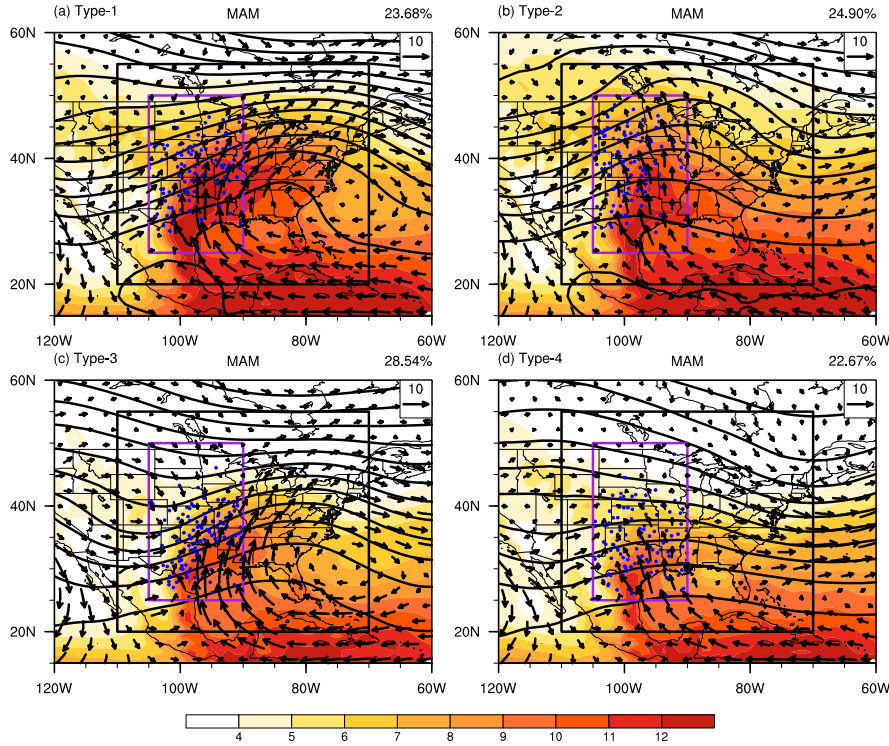 (a) Type-1 MAM 23.68%
(b) Type-2 MAM 24.90%
60N 10 60N 10
40N 40N
20N 20N
120W 100W 80W 60W 120W 100W 80W 60W
(c) Type-3 MAM 28.54%
(d) Type-4 MAM 22.67%
60N 10 60N 10
40N 40N
20N 20N
120W 100W 80W 60W 120W 100W 80W 60W
4 5 6 7 8 9 10 11 12